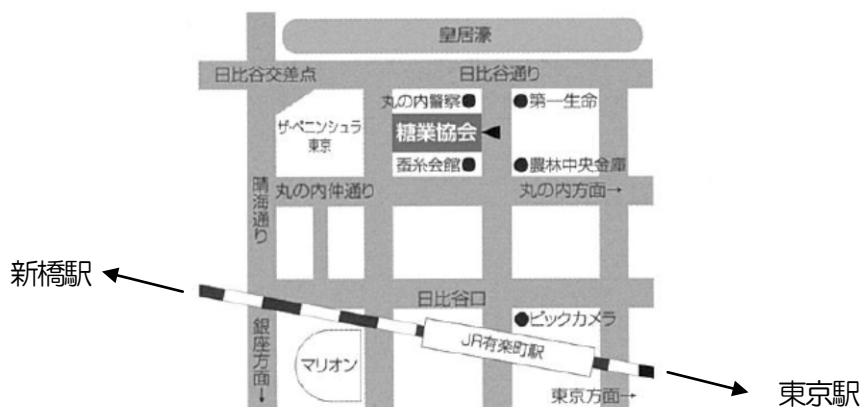 皇居濠
日比谷交差点
日比谷通り
丸の内警察●
●第一生命
ザ・ペニンシュラ
東京
糖業協会
蚕糸会館●
●農林中央金庫
晴海通り
丸の内仲通り
丸の内方面→
新橋駅
日比谷口
●ビックカメラ
JR有楽町駅
銀座方面→
マリオン
東京方面→
東京駅